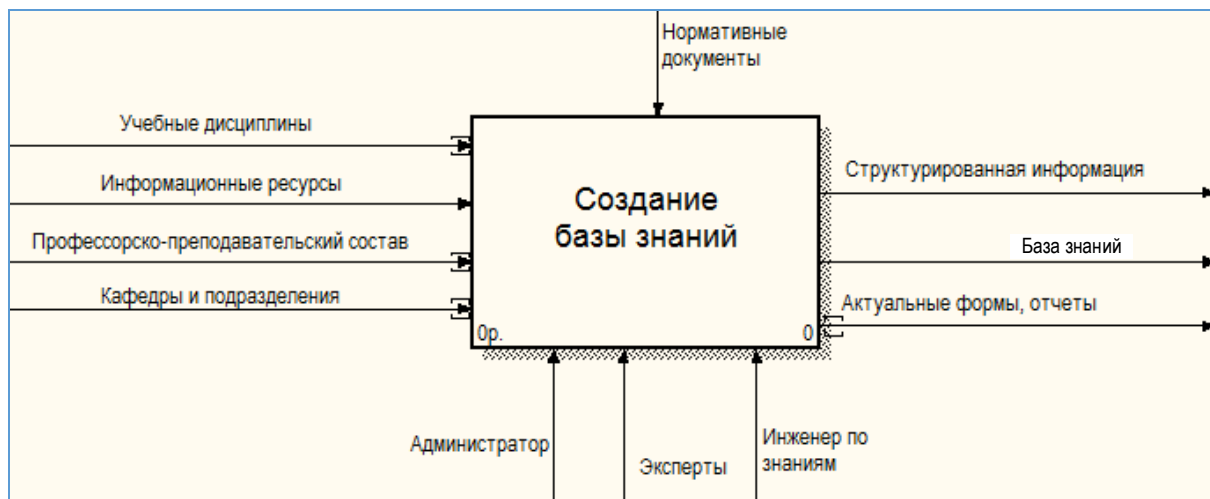 Нормативные
документы
Учебные дисциплины
Информационные ресурсы
Профессорско-преподавательский состав
Кафедры и подразделения
Создание
базы знаний
0р.
0
Структурированная информация
База знаний
Актуальные формы, отчеты
Администратор
Эксперты
Инженер по
знаниям